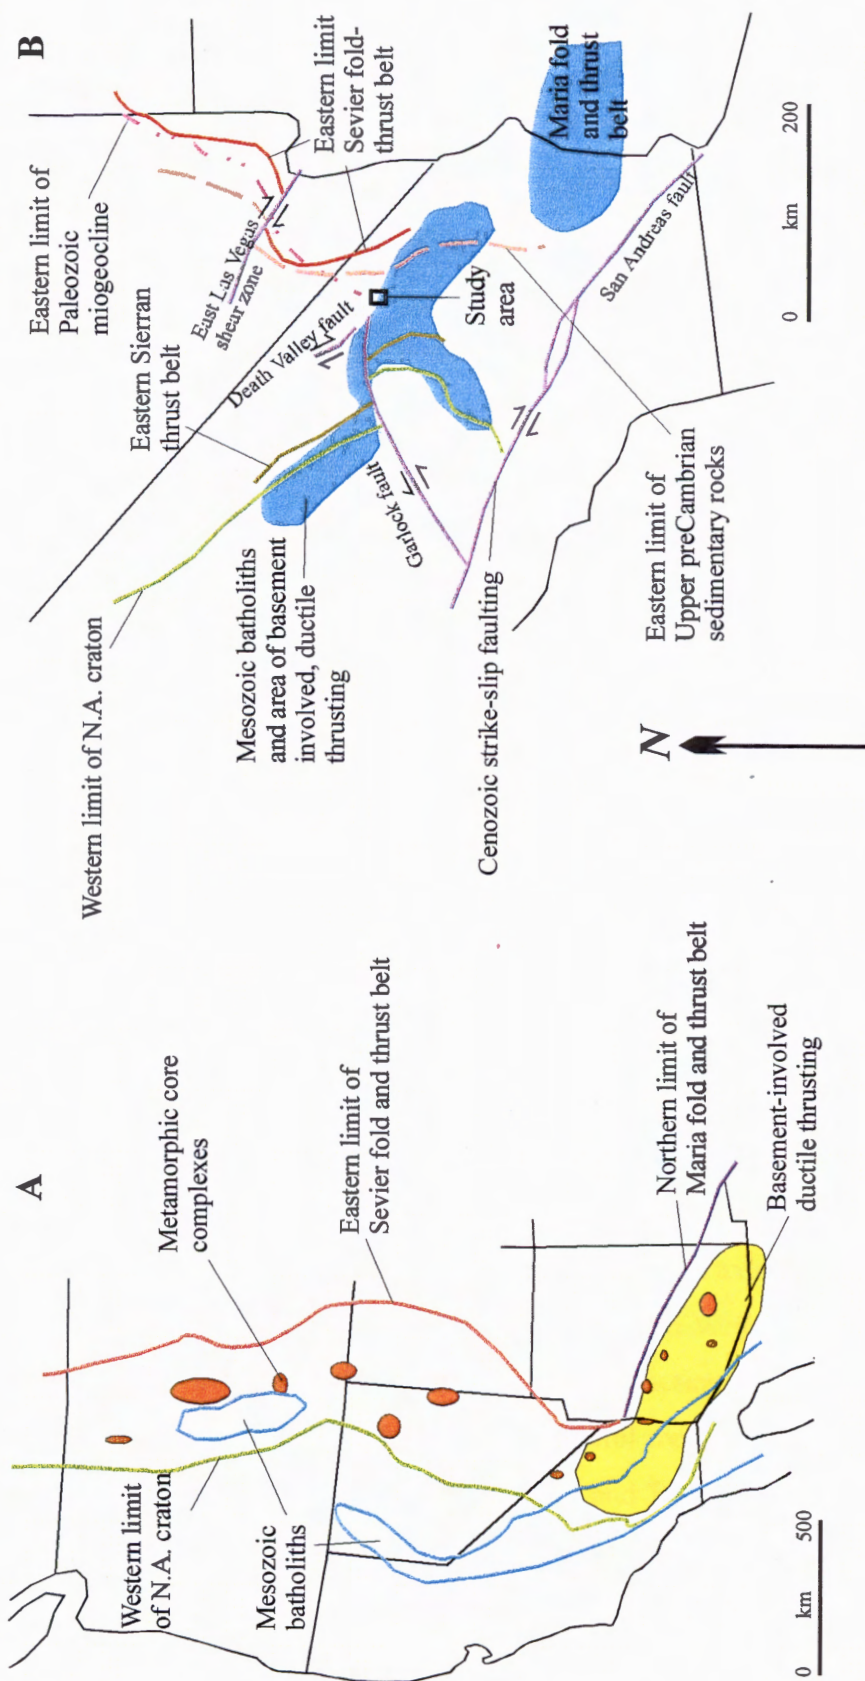 A
Metamorphic core
complexes
Eastern limit of
Sevier fold and thrust belt
Western limit
of N.A. craton
Mesozoic
batholiths
Northern limit of
Maria fold and thrust belt
Basement-involved
ductile thrusting
0 km 500
B
Eastern limit of
Paleozoic
miogeocline
Eastern Sierran
thrust belt
Western limit of N.A. craton
East Las Vegas
shear zone
Eastern limit
Sevier fold-
thrust belt
Death Valley fault
Mesozoic batholiths
and area of basement
involved, ductile
thrusting
Garlock fault
Study
area
Maria fold
and thrust
belt
San Andreas fault
Cenozoic strike-slip faulting
Eastern limit of
Upper preCambrian
sedimentary rocks
N
0 km 200